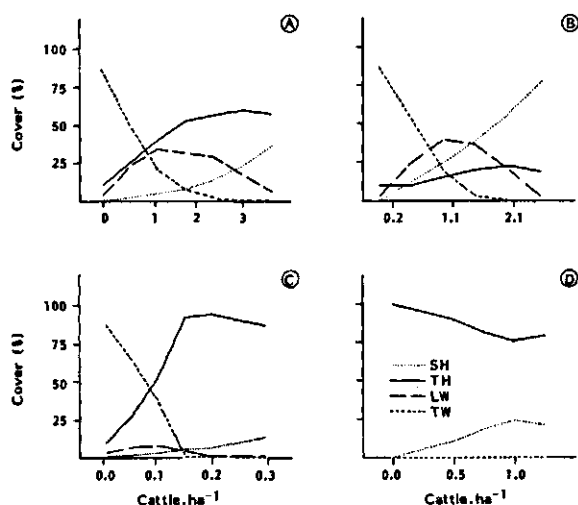 A
100
75
50
25
Cover (%)
0 1 2 3
B
0.2 1.1 2.1
C
100
75
50
25
Cover (%)
0.0 0.1 0.2 0.3
Cattle.ha⁻¹
D
SH
TH
LW
TW
0.0 0.5 1.0
Cattle.ha⁻¹